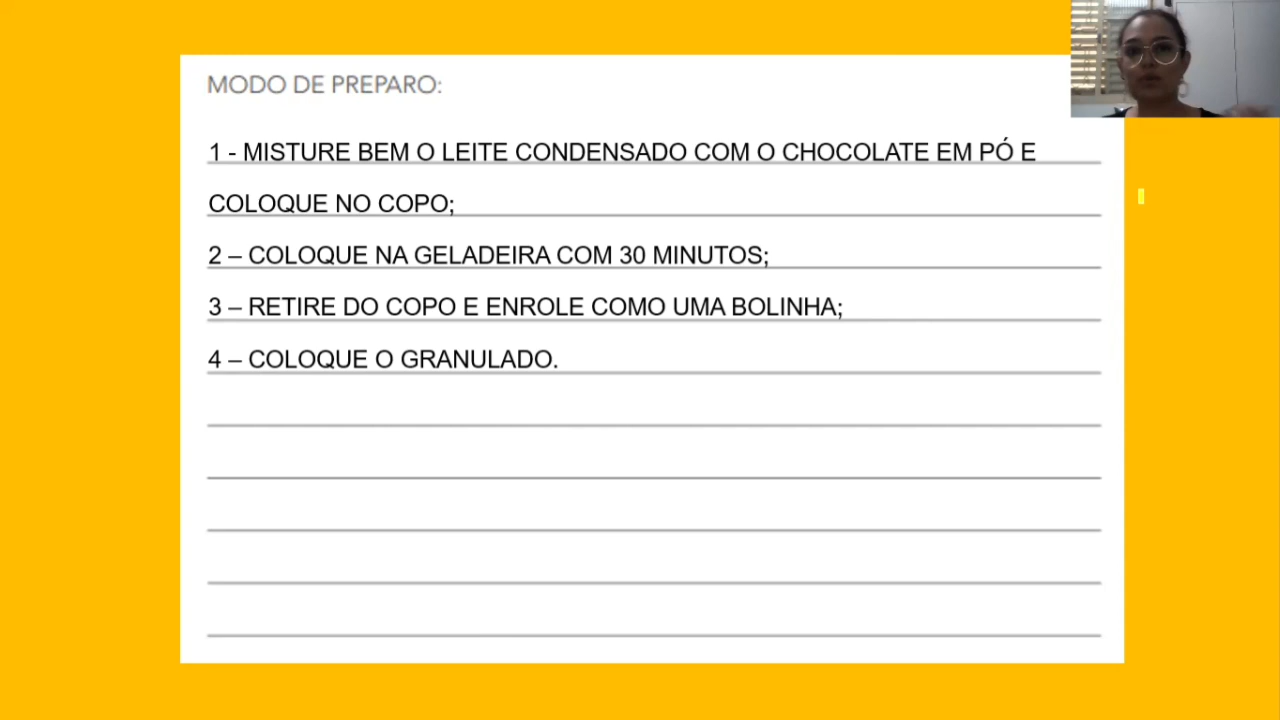 MODO DE PREPARO:
1 - MISTURE BEM O LEITE CONDENSADO COM O CHOCOLATE EM PÓ E
COLOQUE NO COPO;
2 – COLOQUE NA GELADEIRA COM 30 MINUTOS;
3 – RETIRE DO COPO E ENROLE COMO UMA BOLINHA;
4 – COLOQUE O GRANULADO.